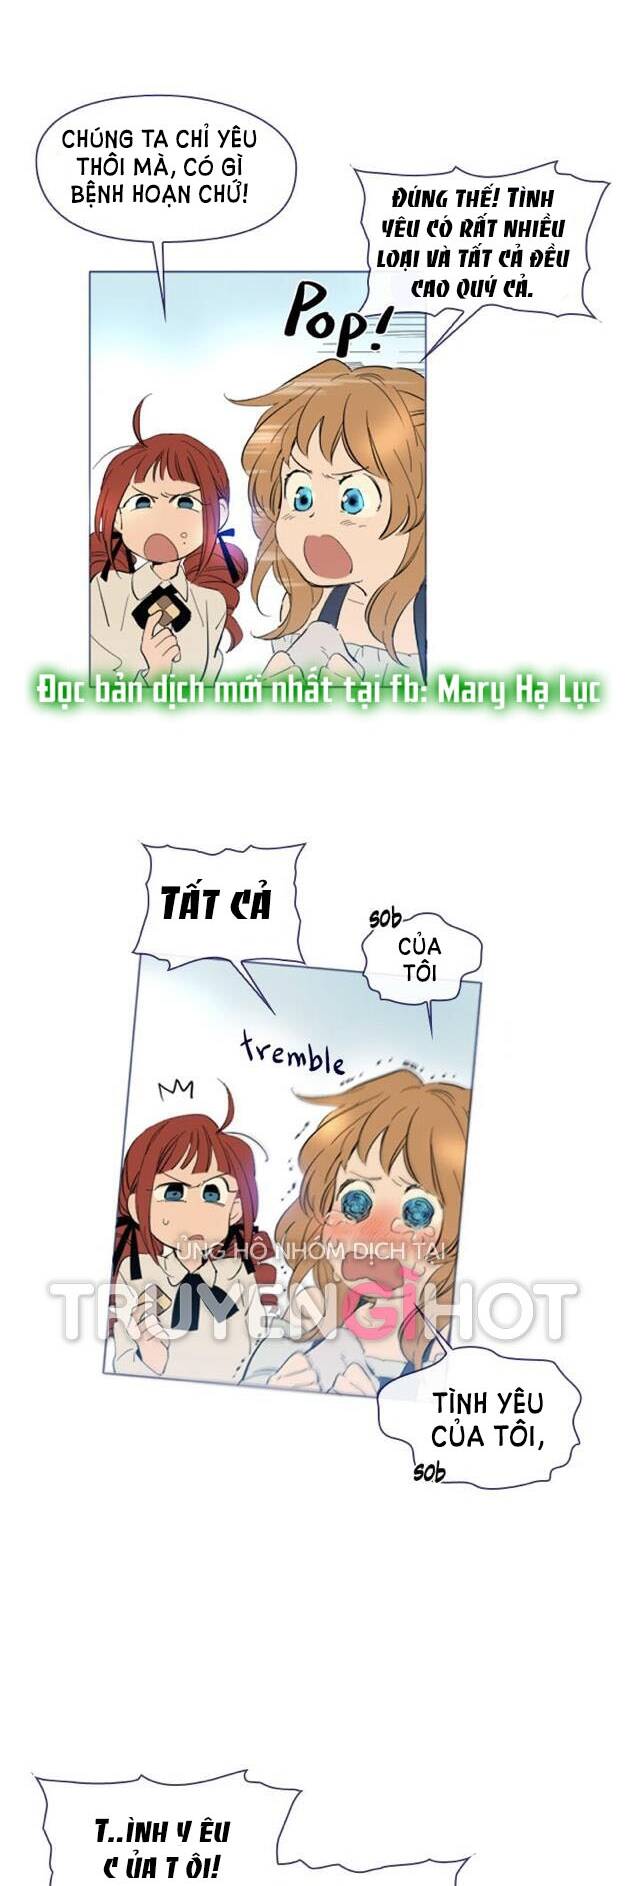 CHÚNG TA CHỈ YÊU
THÔI MÀ, CÓ GÌ
BỆNH HOẠN CHỨ!
ĐÚNG THẾ! TÌNH
YÊU CÓ RẤT NHIỀU
LOẠI VÀ TẤT CẢ ĐỀU
CAO QUÝ CẢ.
POP!
Đọc bản dịch mới nhất tại fb: Mary Hạ Lục
TẤT CẢ
sob
CỦA
TÔI
tremble
ỦNG HỘ NHÓM DỊCH TẠI
TRUYENGIHOT
TÌNH YÊU
CỦA TÔI,
sob
T..ÌNH Y ÊU
C ỦA T ÔI!